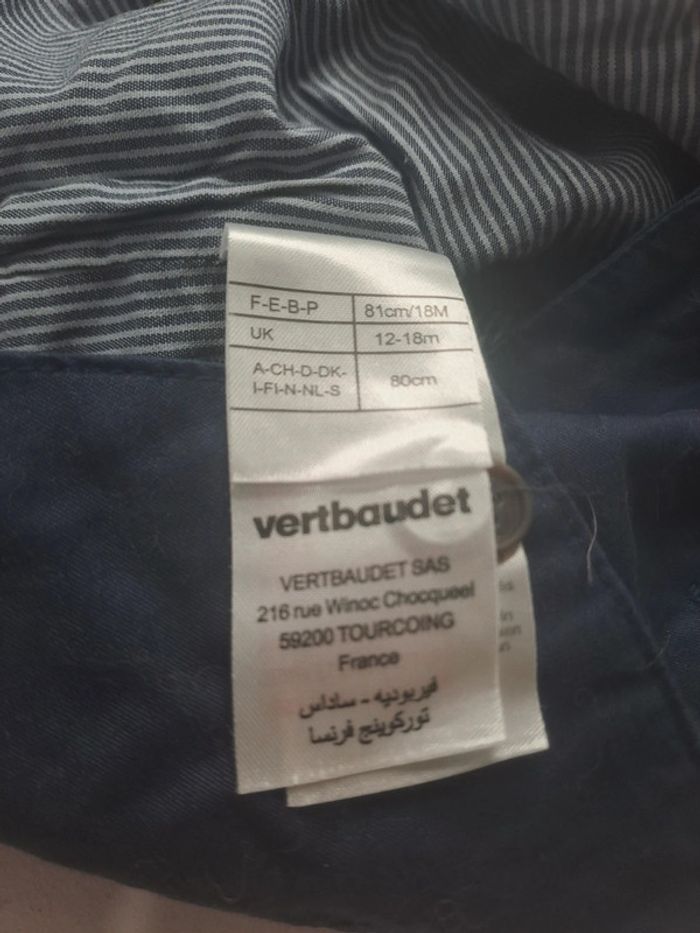 F-E-B-P 81cm/18M
UK 12-18m
A-CH-D-DK-
I-FI-N-NL-S 80cm
vertbaudet
VERTBAUDET SAS
216 rue Winoc Chocqueel
59200 TOURCOING
France
فيربوديه - ساداس
توركوينج فرنسا